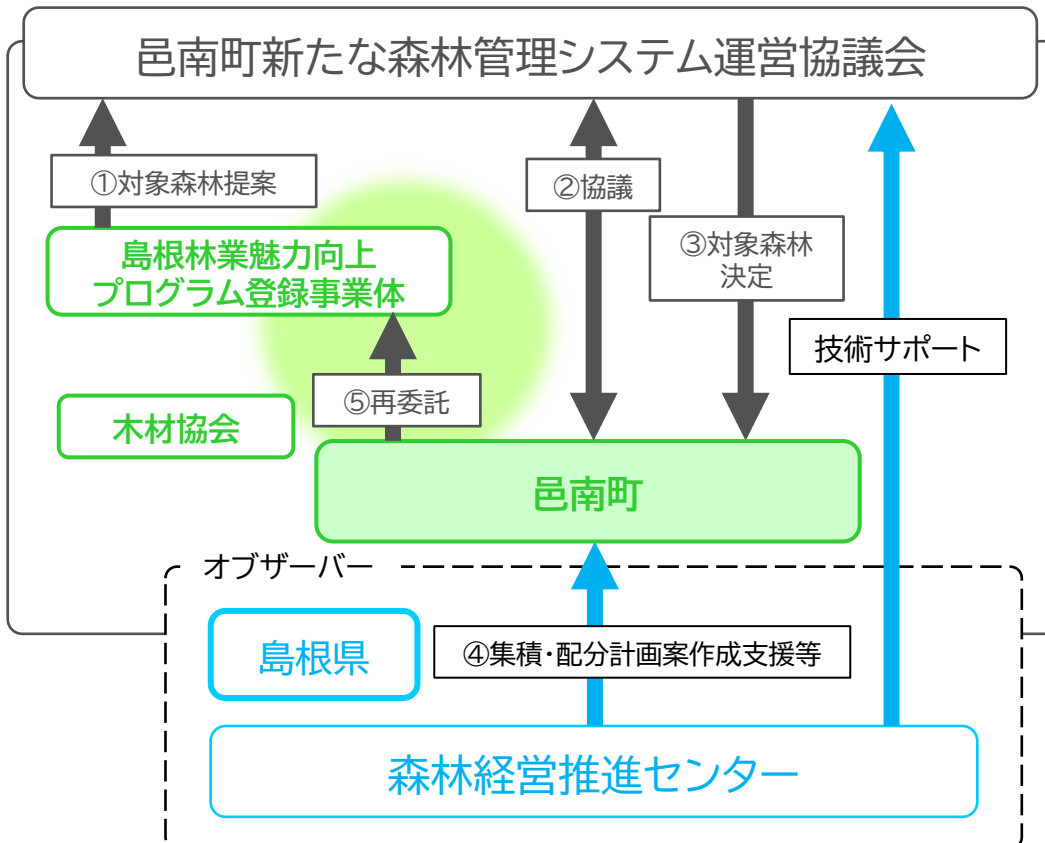 邑南町新たな森林管理システム運営協議会
①対象森林提案
②協議
③対象森林
決定
島根林業魅力向上
プログラム登録事業体
技術サポート
⑤再委託
木材協会
邑南町
オブザーバー
島根県
④集積・配分計画案作成支援等
森林経営推進センター